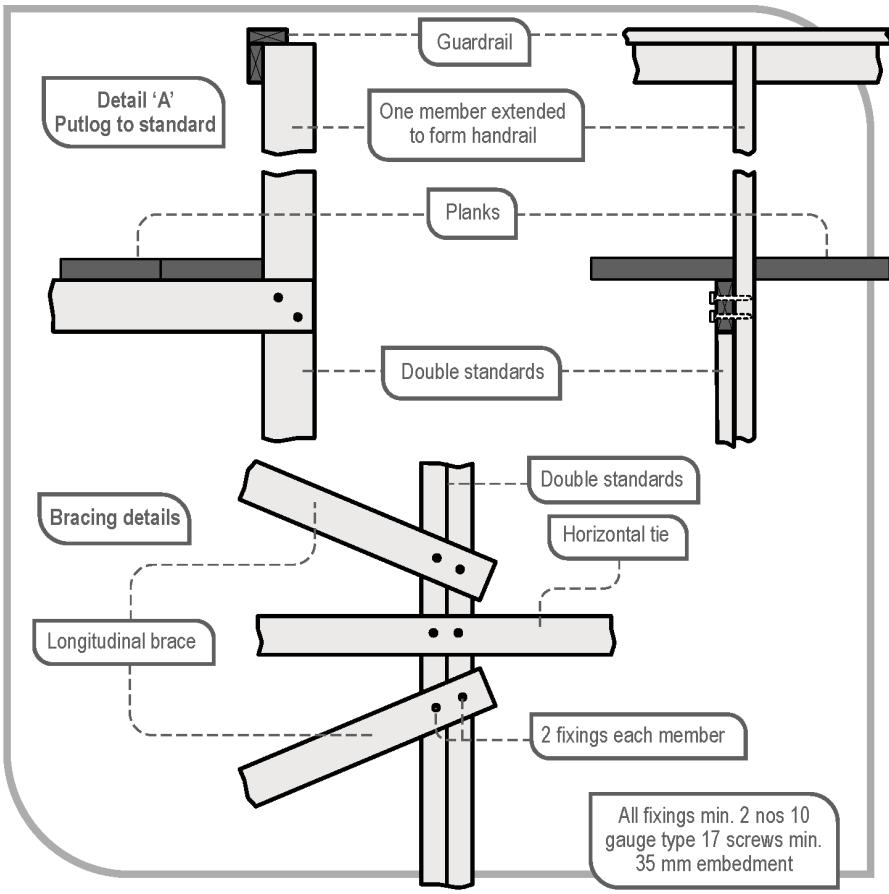 Guardrail
Detail ‘A’
Putlog to standard
One member extended
to form handrail
Planks
Double standards
Double standards
Bracing details
Horizontal tie
Longitudinal brace
2 fixings each member
All fixings min. 2 nos 10
gauge type 17 screws min.
35 mm embedment